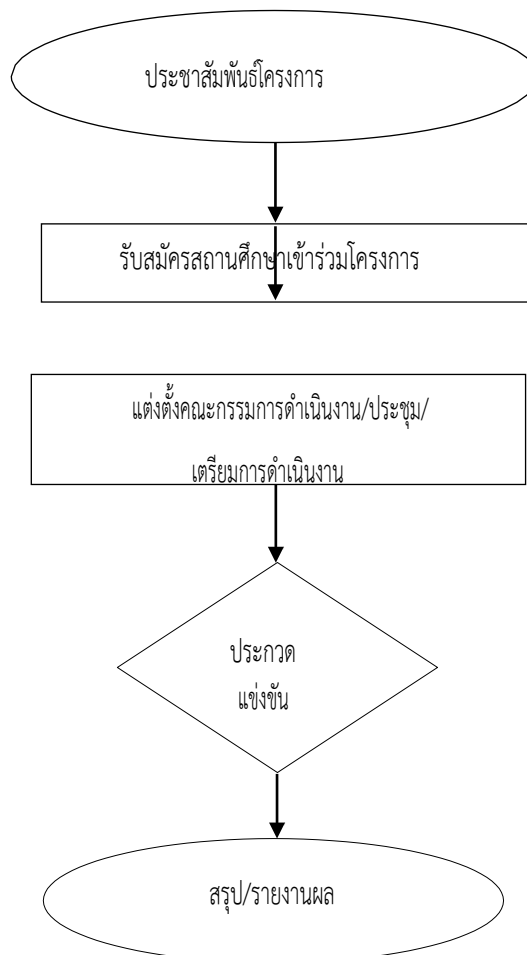 ประชาสัมพันธ์โครงการ
รับสมัครสถานศึกษาเข้าร่วมโครงการ
แต่งตั้งคณะกรรมการดำเนินงาน/ประชุม/
เตรียมการดำเนินงาน
ประกวด
แข่งขัน
สรุป/รายงานผล